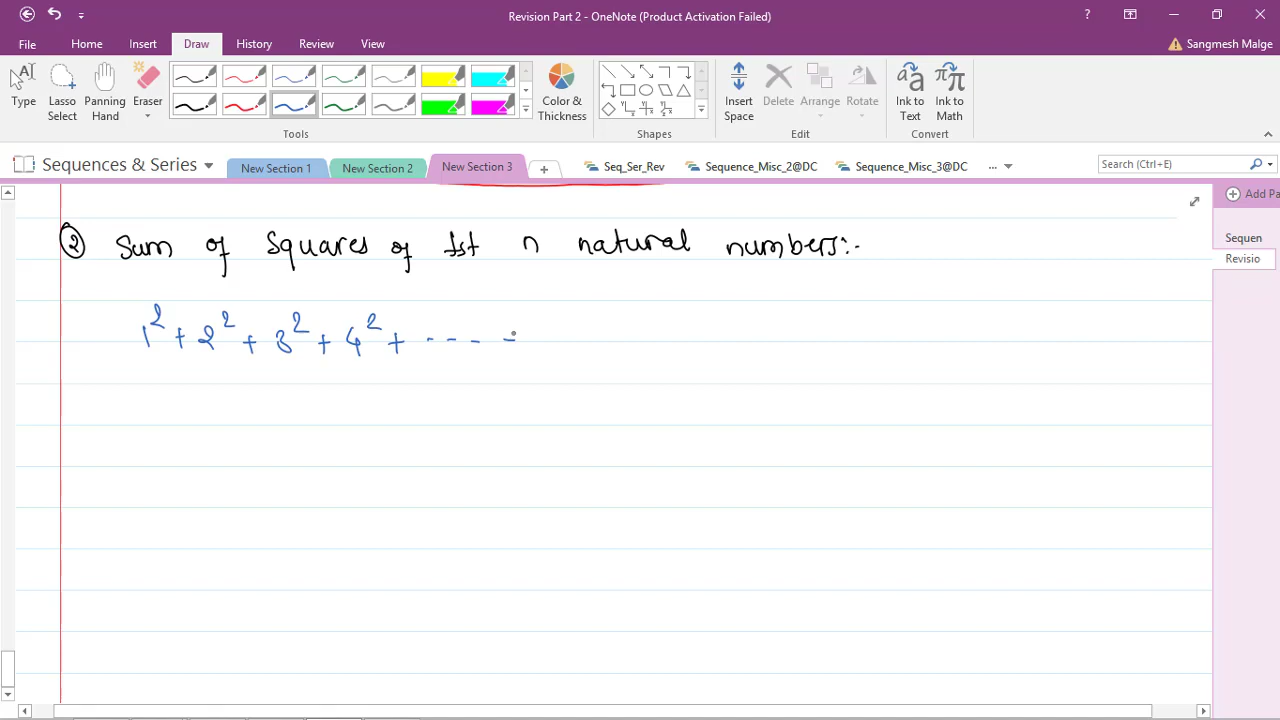 Revision Part 2 - OneNote (Product Activation Failed)
?
File Home Insert Draw History Review View Sangmesh Malge
Type Lasso Select Panning Hand Eraser Color & Thickness Insert Space Delete Arrange Rotate Ink to Text Ink to Math
Tools Shapes Edit Convert
Sequences & Series New Section 1 New Section 2 New Section 3 + Seq_Ser_Rev Sequence_Misc_2@DC Sequence_Misc_3@DC ... Search (Ctrl+E)
Add Pa
Sequen
Revisio
② Sum of Squares of 1st n natural numbers:-
1² + 2² + 3² + 4² + - - - -